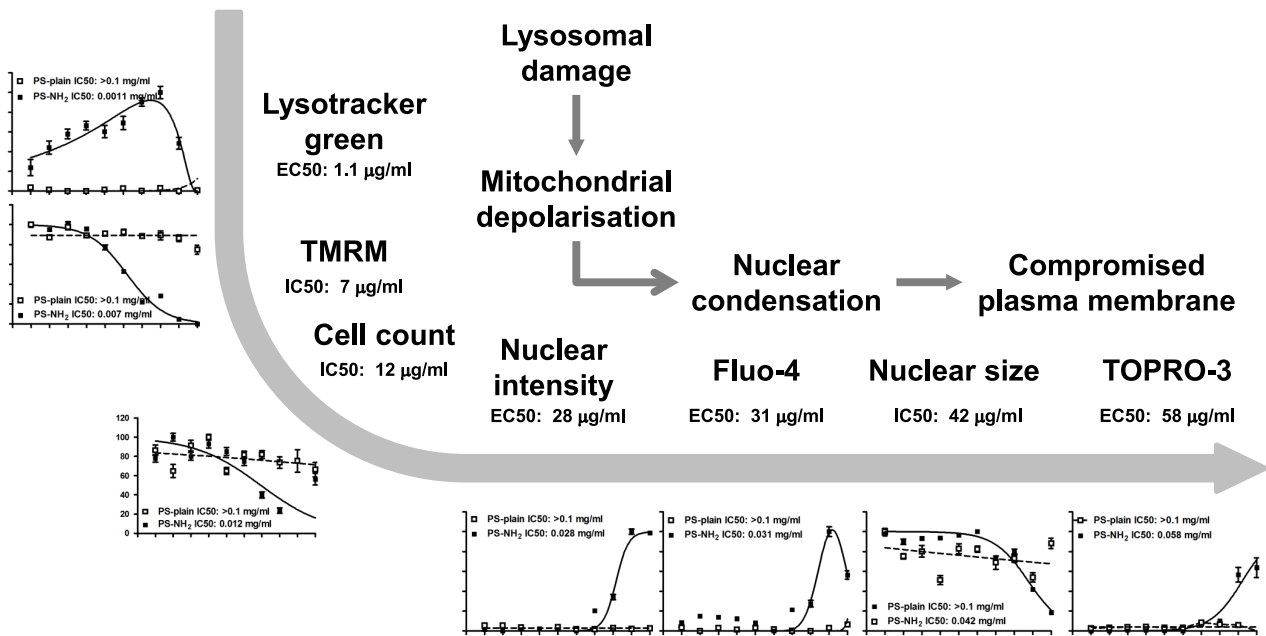 Lysosomal
damage
Mitochondrial
depolarisation
Nuclear
condensation
Compromised
plasma membrane
Lysotracker
green
EC50: 1.1 µg/ml
TMRM
IC50: 7 µg/ml
Cell count
IC50: 12 µg/ml
Nuclear
intensity
EC50: 28 µg/ml
Fluo-4
EC50: 31 µg/ml
Nuclear size
IC50: 42 µg/ml
TOPRO-3
EC50: 58 µg/ml
PS-plain IC50: >0.1 mg/ml
PS-NH₂ IC50: 0.0011 mg/ml
PS-plain IC50: >0.1 mg/ml
PS-NH₂ IC50: 0.007 mg/ml
120
100
80
60
40
20
0
PS-plain IC50: >0.1 mg/ml
PS-NH₂ IC50: 0.012 mg/ml
PS-plain IC50: >0.1 mg/ml
PS-NH₂ IC50: 0.028 mg/ml
PS-plain IC50: >0.1 mg/ml
PS-NH₂ IC50: 0.031 mg/ml
PS-plain IC50: >0.1 mg/ml
PS-NH₂ IC50: 0.042 mg/ml
PS-plain IC50: >0.1 mg/ml
PS-NH₂ IC50: 0.058 mg/ml